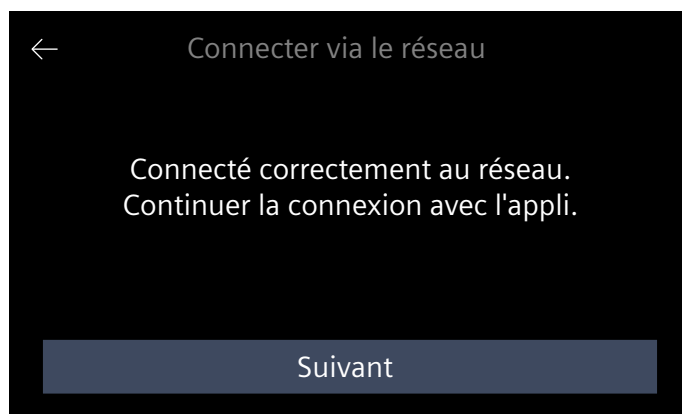 Connecter via le réseau
Connecté correctement au réseau.
Continuer la connexion avec l'appli.
Suivant